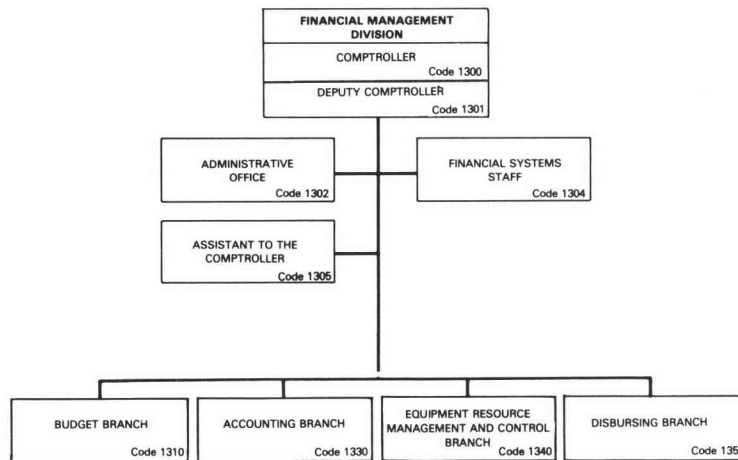 FINANCIAL MANAGEMENT
DIVISION
COMPTROLLER
Code 1300
DEPUTY COMPTROLLER
Code 1301
ADMINISTRATIVE
OFFICE
Code 1302
FINANCIAL SYSTEMS
STAFF
Code 1304
ASSISTANT TO THE
COMPTROLLER
Code 1305
BUDGET BRANCH
Code 1310
ACCOUNTING BRANCH
Code 1330
EQUIPMENT RESOURCE
MANAGEMENT AND CONTROL
BRANCH
Code 1340
DISBURSING BRANCH
Code